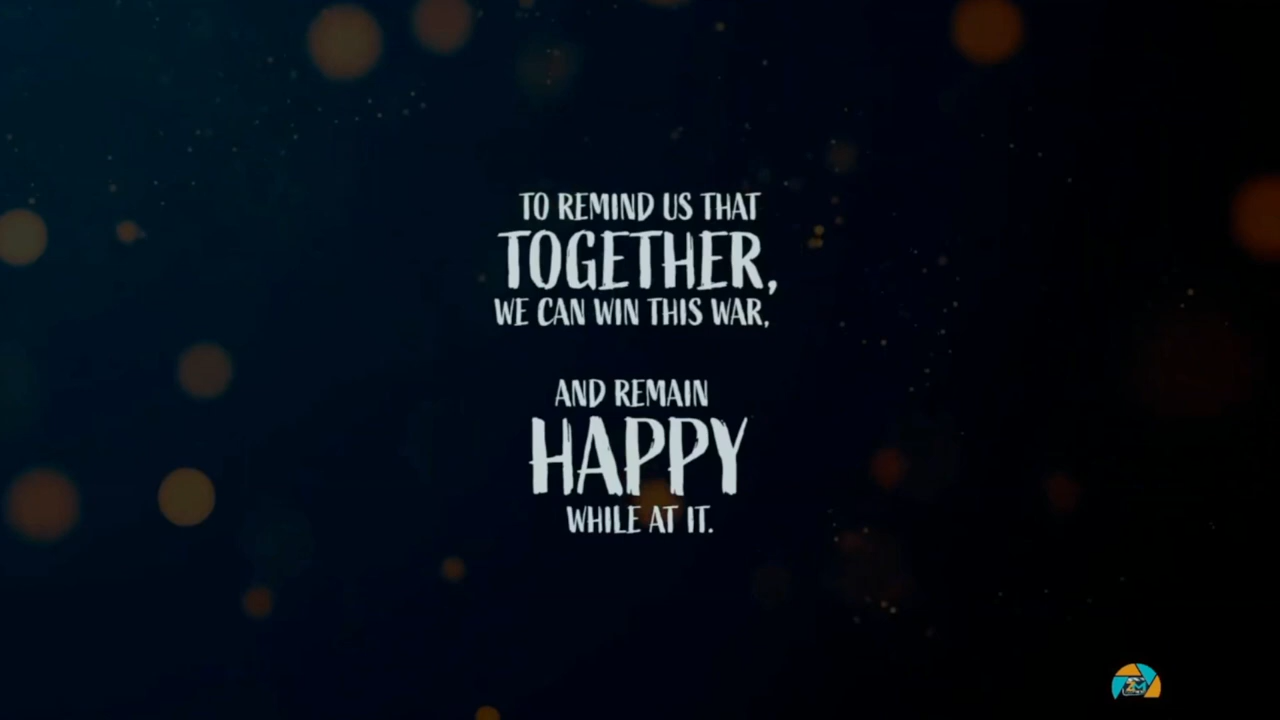 TO REMIND US THAT
TOGETHER,
WE CAN WIN THIS WAR,
AND REMAIN
HAPPY
WHILE AT IT.